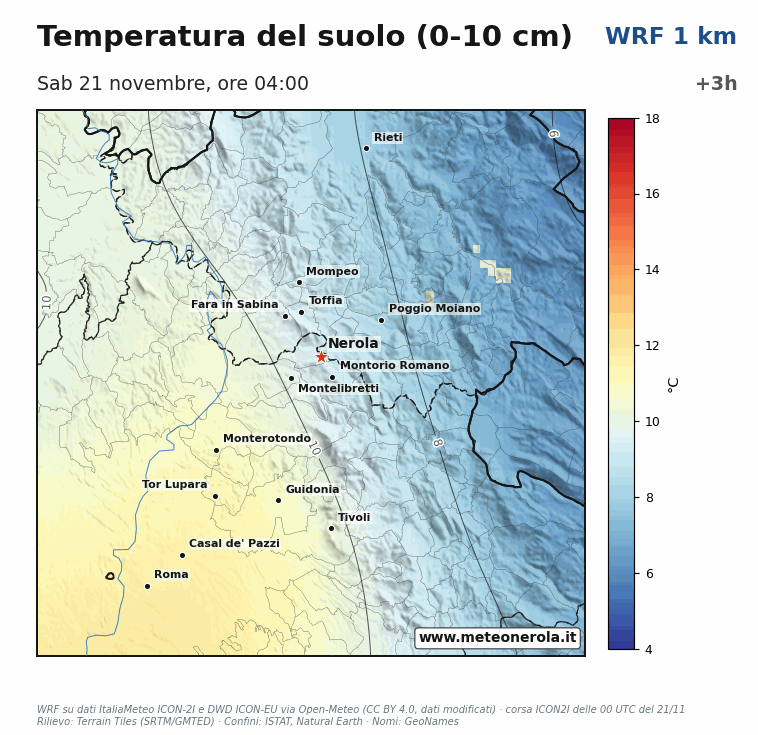 Temperatura del suolo (0-10 cm)
WRF 1 km
Sab 21 novembre, ore 04:00
+3h
Rieti
9
18
16
14
12
10
8
6
4
°C
10
Mompeo
Toffia
Fara in Sabina
Poggio Moiano
Nerola
Montorio Romano
Montelibretti
Monterotondo
10
8
Tor Lupara
Guidonia
Tivoli
Casal de' Pazzi
Roma
www.meteonerola.it
WRF su dati ItaliaMeteo ICON-2I e DWD ICON-EU via Open-Meteo (CC BY 4.0, dati modificati) · corsa ICON2I delle 00 UTC del 21/11
Rilievo: Terrain Tiles (SRTM/GMTED) · Confini: ISTAT, Natural Earth · Nomi: GeoNames